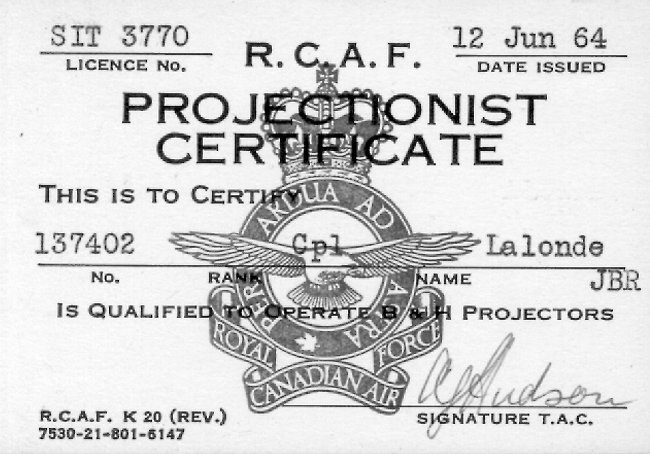 SIT 3770 R.C.A.F. 12 Jun 64
LICENCE NO. DATE ISSUED
PROJECTIONIST
CERTIFICATE
THIS IS TO CERTIFY
PER ARDUA AD ASTRA
137402 Cpl Lalonde
NO. RANK NAME JBR
IS QUALIFIED TO OPERATE B & H PROJECTORS
ROYAL CANADIAN AIR FORCE
R.C.A.F. K 20 (REV.) SIGNATURE T.A.C.
7530-21-801-6147